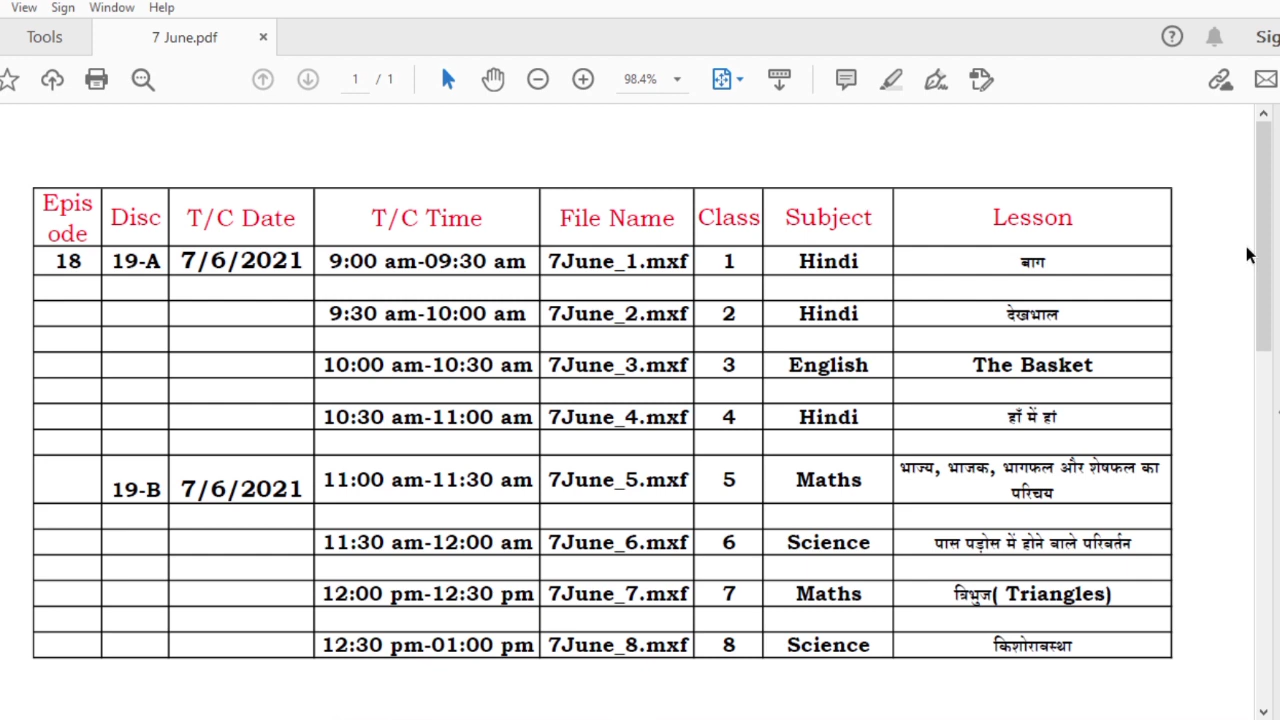 View Sign Window Help
Tools 7 June.pdf × ? Sig
1 / 1 98.4%
Epis
ode Disc T/C Date T/C Time File Name Class Subject Lesson
18 19-A 7/6/2021 9:00 am-09:30 am 7June_1.mxf 1 Hindi बाग
9:30 am-10:00 am 7June_2.mxf 2 Hindi देखभाल
10:00 am-10:30 am 7June_3.mxf 3 English The Basket
10:30 am-11:00 am 7June_4.mxf 4 Hindi हाँ में हां
19-B 7/6/2021 11:00 am-11:30 am 7June_5.mxf 5 Maths भाज्य, भाजक, भागफल और शेषफल का
परिचय
11:30 am-12:00 am 7June_6.mxf 6 Science पास पड़ोस में होने वाले परिवर्तन
12:00 pm-12:30 pm 7June_7.mxf 7 Maths त्रिभुज( Triangles)
12:30 pm-01:00 pm 7June_8.mxf 8 Science किशोरावस्था